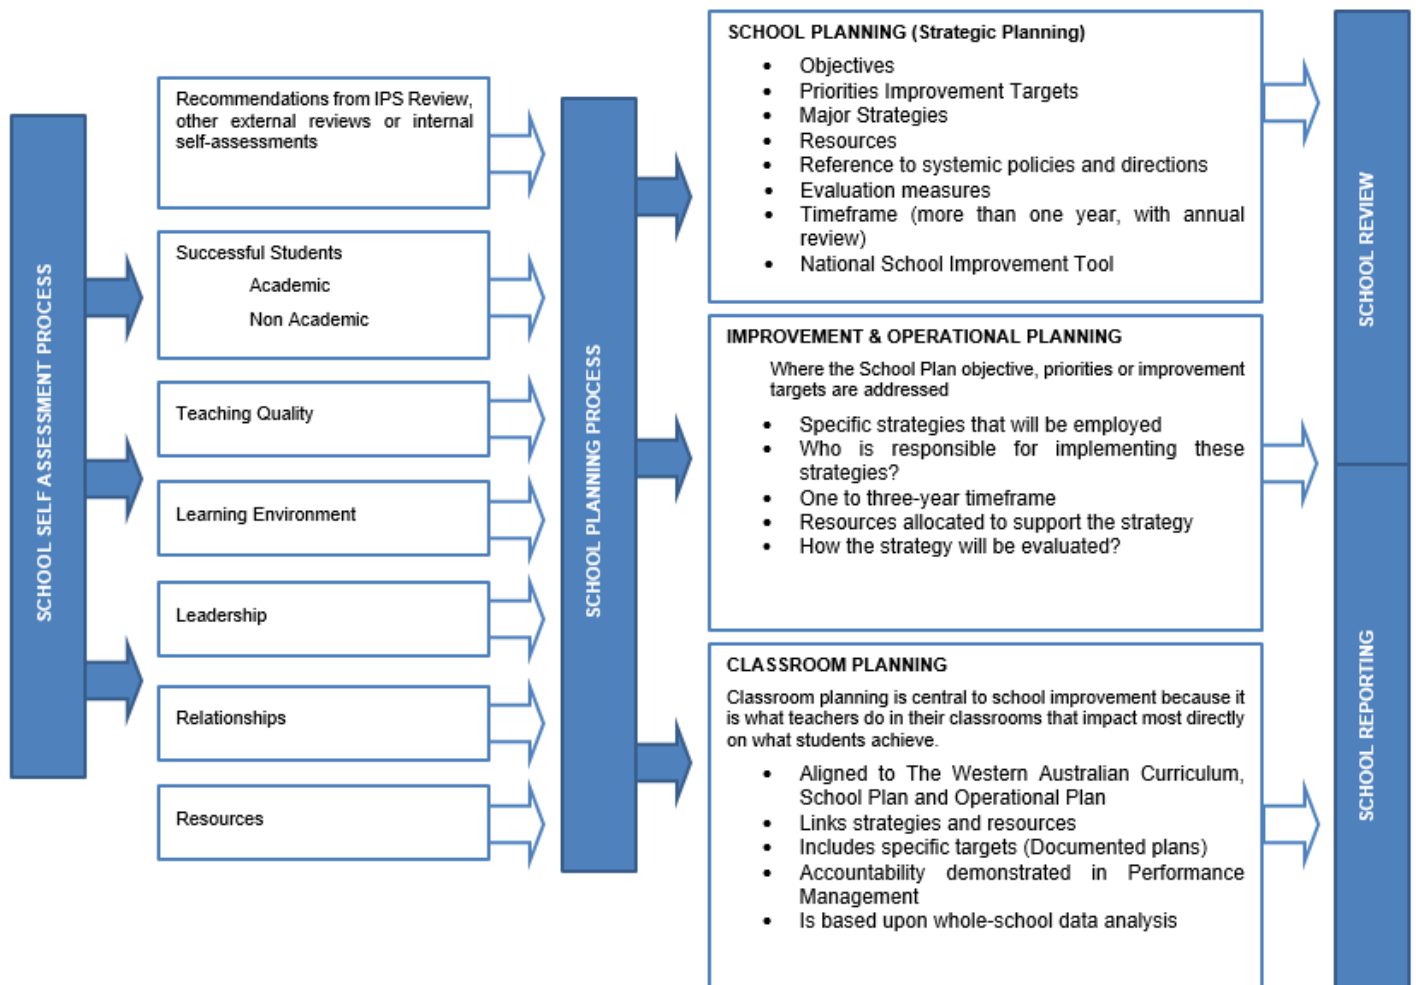 SCHOOL SELF ASSESSMENT PROCESS
Recommendations from IPS Review,
other external reviews or internal
self-assessments
Successful Students
Academic
Non Academic
Teaching Quality
Learning Environment
Leadership
Relationships
Resources
SCHOOL PLANNING PROCESS
SCHOOL PLANNING (Strategic Planning)
• Objectives
• Priorities Improvement Targets
• Major Strategies
• Resources
• Reference to systemic policies and directions
• Evaluation measures
• Timeframe (more than one year, with annual
review)
• National School Improvement Tool
IMPROVEMENT & OPERATIONAL PLANNING
Where the School Plan objective, priorities or improvement
targets are addressed
• Specific strategies that will be employed
• Who is responsible for implementing these
strategies?
• One to three-year timeframe
• Resources allocated to support the strategy
• How the strategy will be evaluated?
CLASSROOM PLANNING
Classroom planning is central to school improvement because it
is what teachers do in their classrooms that impact most directly
on what students achieve.
• Aligned to The Western Australian Curriculum,
School Plan and Operational Plan
• Links strategies and resources
• Includes specific targets (Documented plans)
• Accountability demonstrated in Performance
Management
• Is based upon whole-school data analysis
SCHOOL REVIEW
SCHOOL REPORTING